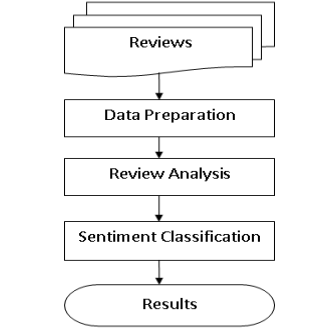 Reviews
Data Preparation
Review Analysis
Sentiment Classification
Results